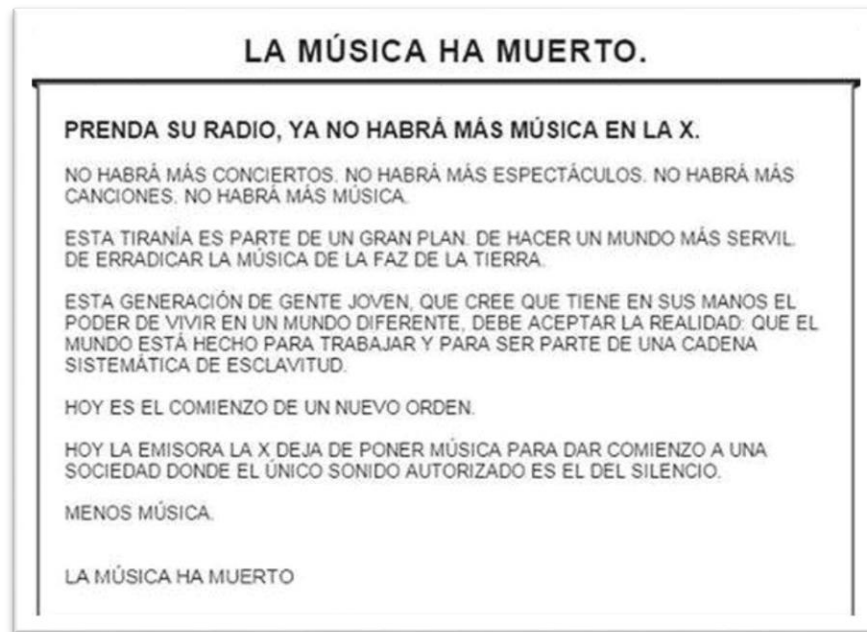 LA MÚSICA HA MUERTO.
PRENDA SU RADIO, YA NO HABRÁ MÁS MÚSICA EN LA X.
NO HABRÁ MÁS CONCIERTOS. NO HABRÁ MÁS ESPECTÁCULOS. NO HABRÁ MÁS
CANCIONES. NO HABRÁ MÁS MÚSICA.
ESTA TIRANÍA ES PARTE DE UN GRAN PLAN. DE HACER UN MUNDO MÁS SERVIL.
DE ERRADICAR LA MÚSICA DE LA FAZ DE LA TIERRA.
ESTA GENERACIÓN DE GENTE JOVEN, QUE CREE QUE TIENE EN SUS MANOS EL
PODER DE VIVIR EN UN MUNDO DIFERENTE, DEBE ACEPTAR LA REALIDAD: QUE EL
MUNDO ESTÁ HECHO PARA TRABAJAR Y PARA SER PARTE DE UNA CADENA
SISTEMÁTICA DE ESCLAVITUD.
HOY ES EL COMIENZO DE UN NUEVO ORDEN.
HOY LA EMISORA LA X DEJA DE PONER MÚSICA PARA DAR COMIENZO A UNA
SOCIEDAD DONDE EL ÚNICO SONIDO AUTORIZADO ES EL DEL SILENCIO.
MENOS MÚSICA.
LA MÚSICA HA MUERTO